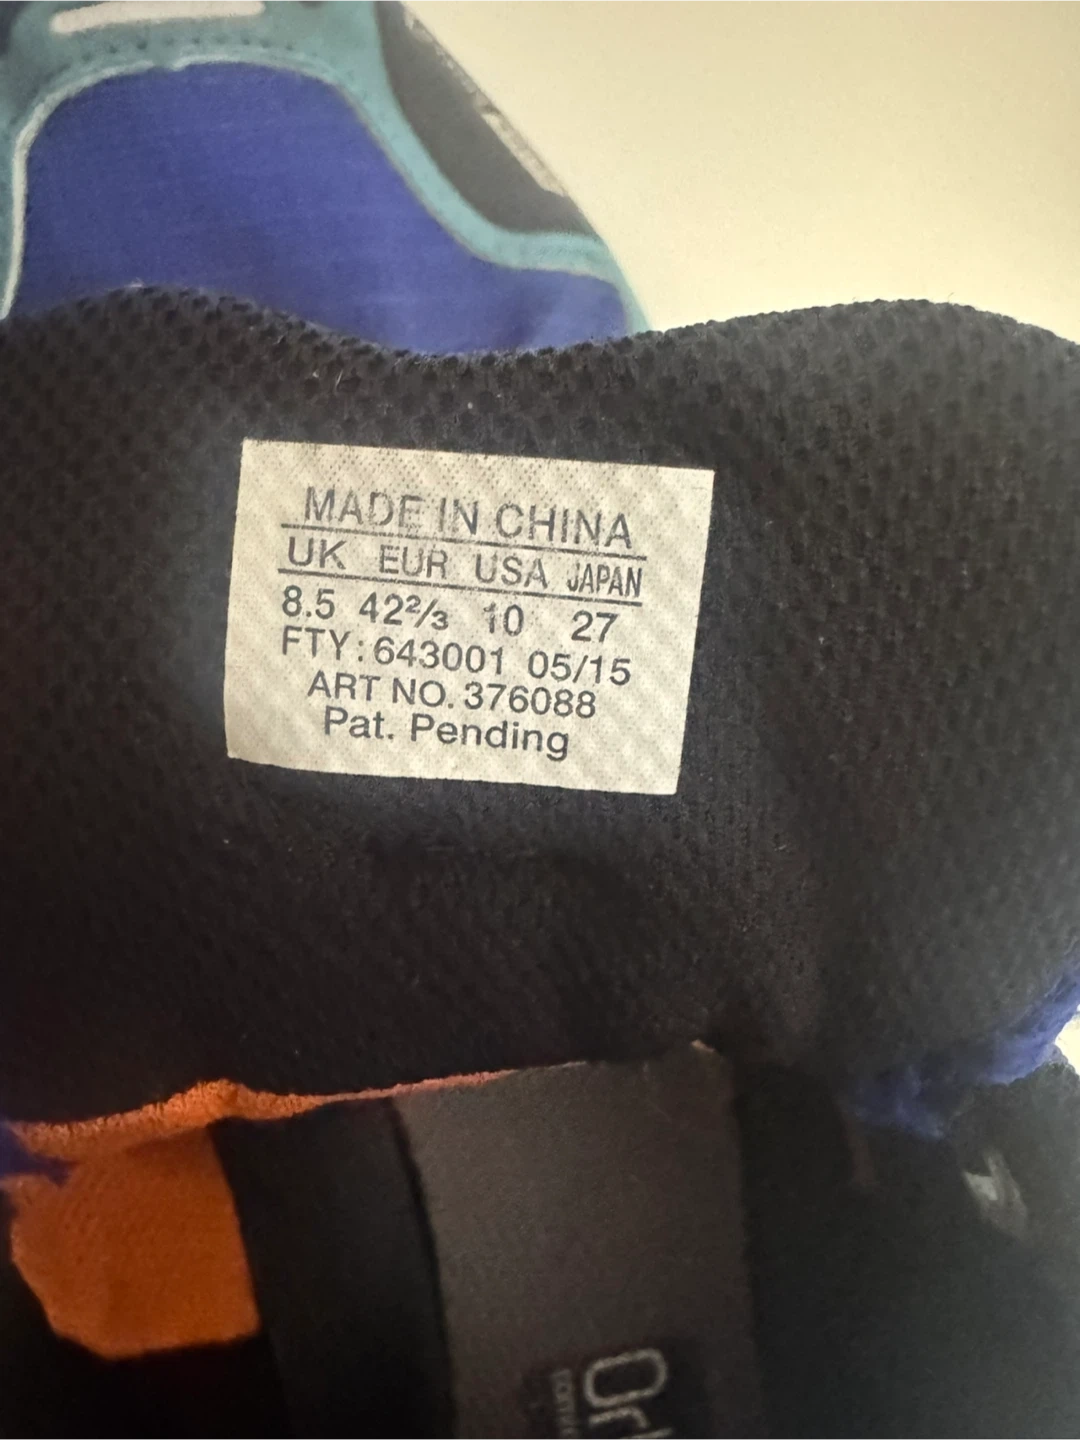 MADE IN CHINA
UK EUR USA JAPAN
8.5 42⅔ 10 27
FTY: 643001 05/15
ART NO. 376088
Pat. Pending